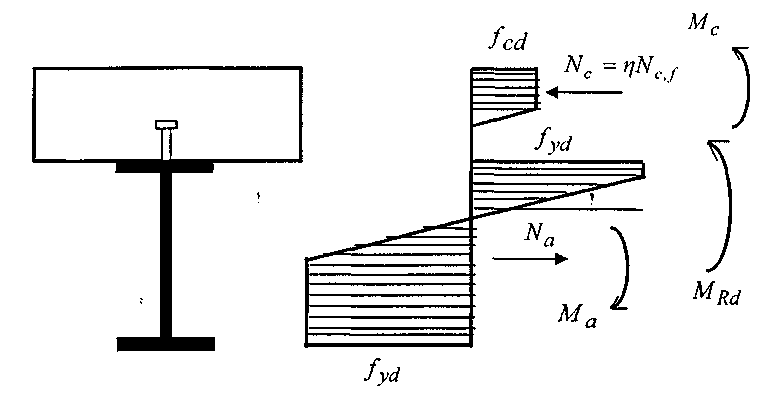 M_c
f_cd
N_c = ηN_c,f
f_yd
N_a
M_a
M_Rd
f_yd